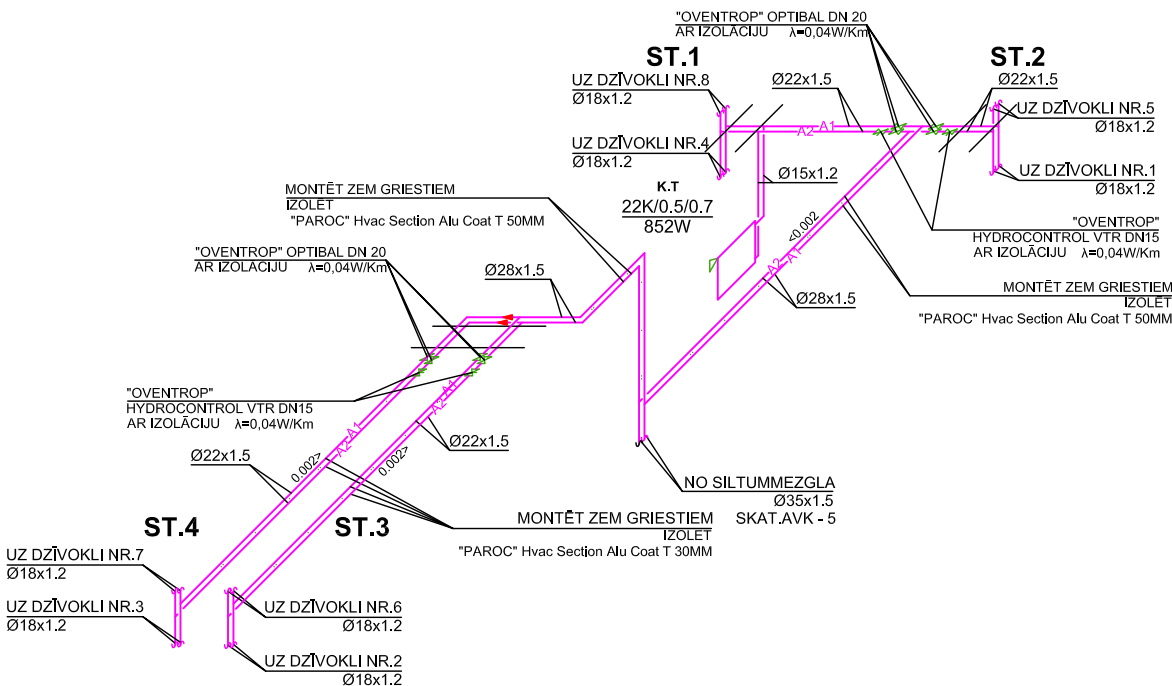 "OVENTROP" OPTIBAL DN 20
AR IZOLĀCIJU λ=0,04W/Km
ST.1
ST.2
UZ DZĪVOKLI NR.8
Ø18x1.2
Ø22x1.5
Ø22x1.5
UZ DZĪVOKLI NR.5
Ø18x1.2
A2
A1
UZ DZĪVOKLI NR.4
Ø18x1.2
UZ DZĪVOKLI NR.1
Ø18x1.2
Ø15x1.2
K.T
22K/0.5/0.7
852W
MONTĒT ZEM GRIESTIEM
IZOLĒT
"PAROC" Hvac Section Alu Coat T 50MM
<0.002
"OVENTROP"
HYDROCONTROL VTR DN15
AR IZOLĀCIJU λ=0,04W/Km
"OVENTROP" OPTIBAL DN 20
AR IZOLĀCIJU λ=0,04W/Km
A2
A1
Ø28x1.5
Ø28x1.5
MONTĒT ZEM GRIESTIEM
IZOLĒT
"PAROC" Hvac Section Alu Coat T 50MM
"OVENTROP"
HYDROCONTROL VTR DN15
AR IZOLĀCIJU λ=0,04W/Km
A2
A1
A2
A1
Ø22x1.5
Ø22x1.5
0.002>
0.002>
NO SILTUMMEZGLA
Ø35x1.5
SKAT.AVK - 5
MONTĒT ZEM GRIESTIEM
IZOLĒT
"PAROC" Hvac Section Alu Coat T 30MM
ST.4
ST.3
UZ DZĪVOKLI NR.7
Ø18x1.2
UZ DZĪVOKLI NR.3
Ø18x1.2
UZ DZĪVOKLI NR.6
Ø18x1.2
UZ DZĪVOKLI NR.2
Ø18x1.2